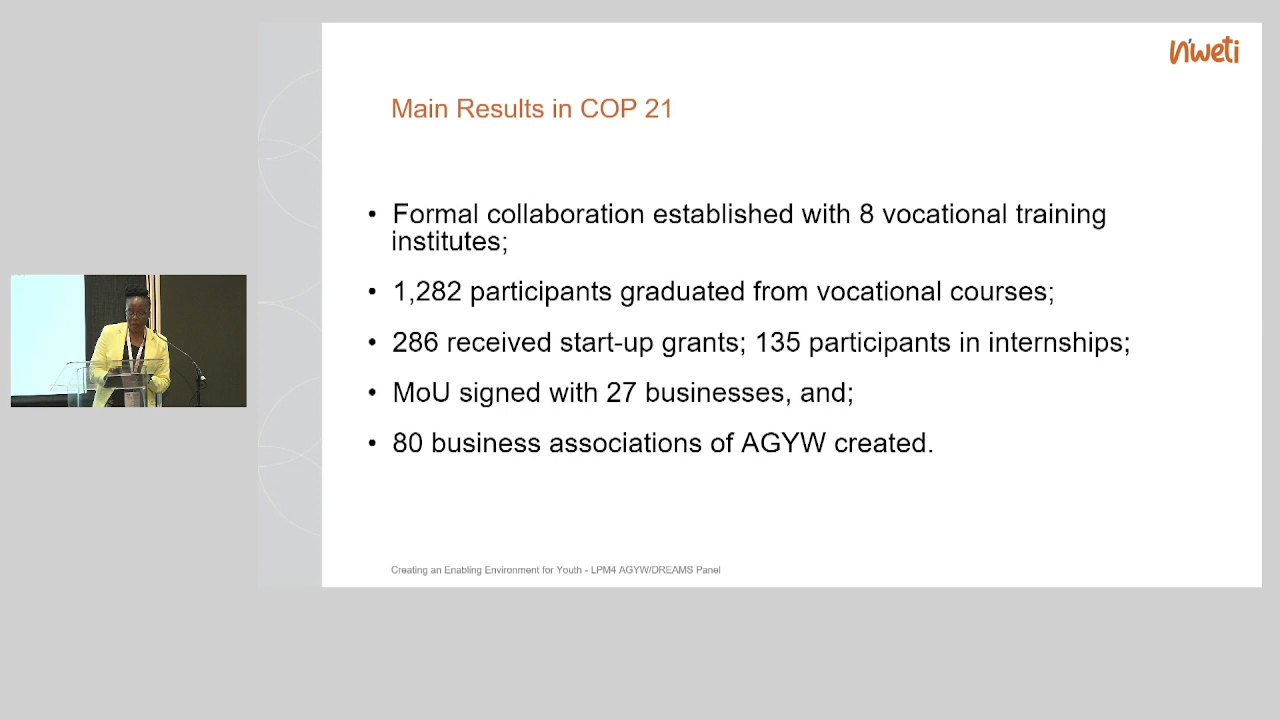 N'weti
Main Results in COP 21
• Formal collaboration established with 8 vocational training
institutes;
• 1,282 participants graduated from vocational courses;
• 286 received start-up grants; 135 participants in internships;
• MoU signed with 27 businesses, and;
• 80 business associations of AGYW created.
Creating an Enabling Environment for Youth - LPM4 AGYW/DREAMS Panel